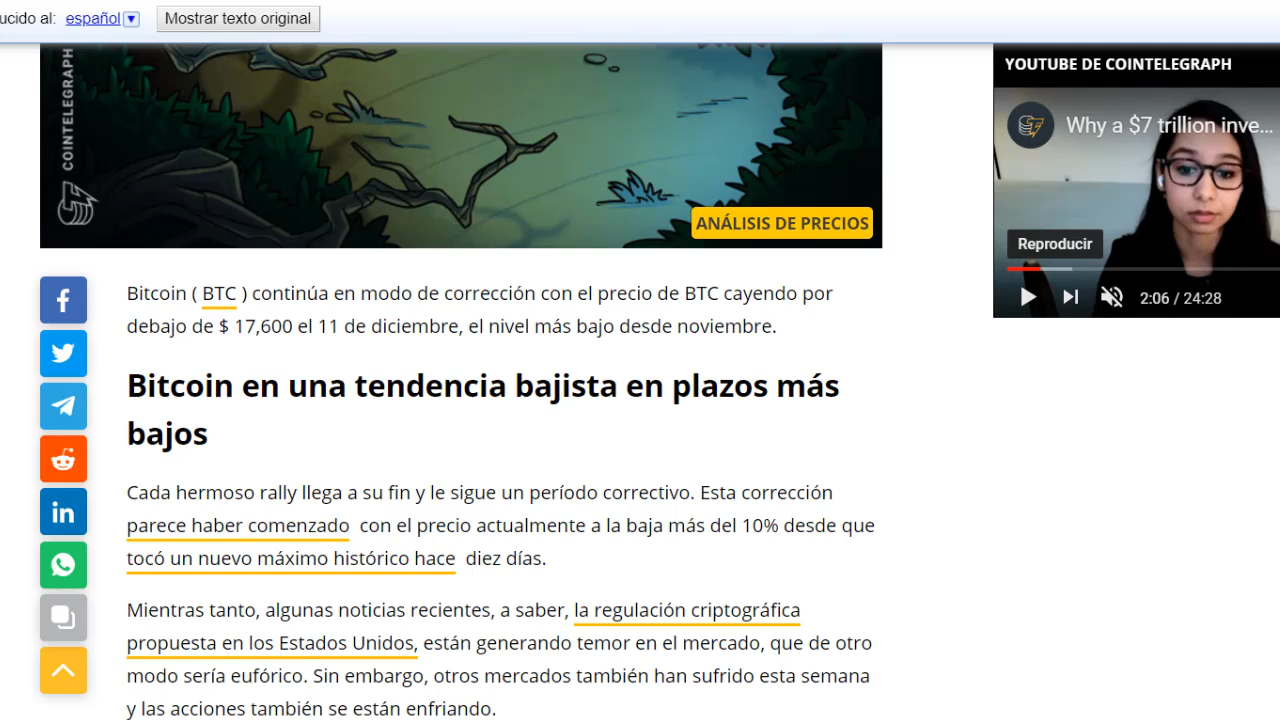 ucido al: español Mostrar texto original
COINTELEGRAPH
ANÁLISIS DE PRECIOS
YOUTUBE DE COINTELEGRAPH
Why a $7 trillion inve...
Reproducir
2:06 / 24:28
Bitcoin ( BTC ) continúa en modo de corrección con el precio de BTC cayendo por
debajo de $ 17,600 el 11 de diciembre, el nivel más bajo desde noviembre.
Bitcoin en una tendencia bajista en plazos más
bajos
Cada hermoso rally llega a su fin y le sigue un período correctivo. Esta corrección
parece haber comenzado con el precio actualmente a la baja más del 10% desde que
tocó un nuevo máximo histórico hace diez días.
Mientras tanto, algunas noticias recientes, a saber, la regulación criptográfica
propuesta en los Estados Unidos, están generando temor en el mercado, que de otro
modo sería eufórico. Sin embargo, otros mercados también han sufrido esta semana
y las acciones también se están enfriando.